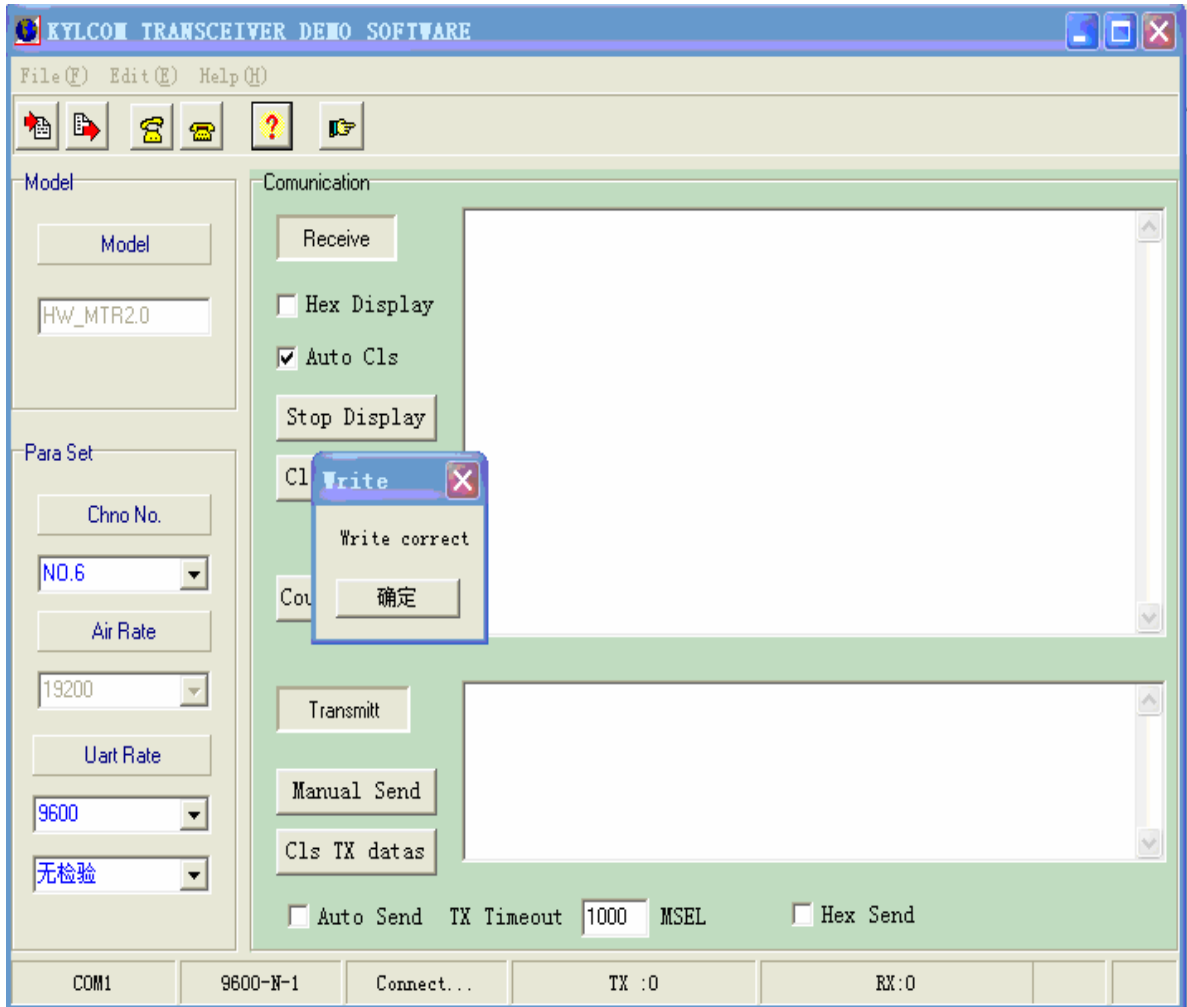 KYLCOM TRANSCEIVER DEMO SOFTWARE
File(F) Edit(E) Help(H)
Model
Model
HW_MTR2.0
Para Set
Chno No.
NO.6
Air Rate
19200
Uart Rate
9600
无检验
Comunication
Receive
Hex Display
Auto Cls
Stop Display
Cl
Write
Write correct
确定
Cou
Transmitt
Manual Send
Cls TX datas
Auto Send TX Timeout 1000 MSEL Hex Send
COM1 9600-N-1 Connect... TX :0 RX:0